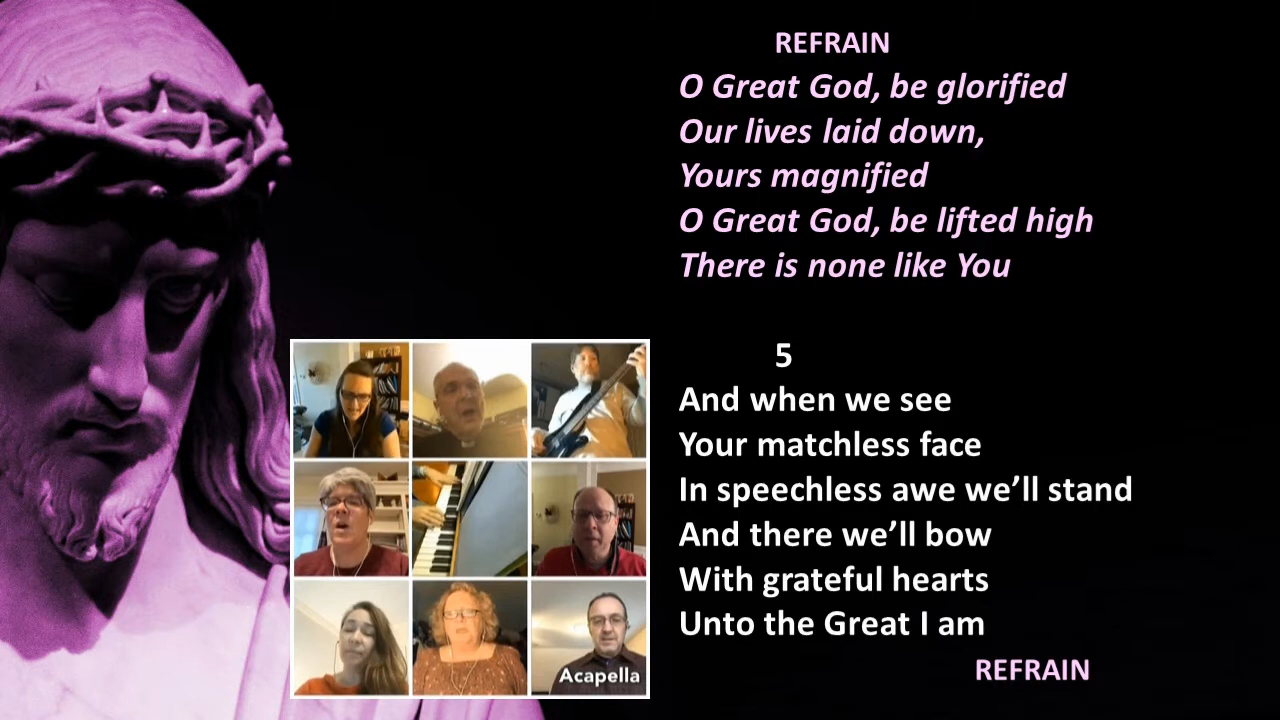 REFRAIN
O Great God, be glorified
Our lives laid down,
Yours magnified
O Great God, be lifted high
There is none like You
5
And when we see
Your matchless face
In speechless awe we’ll stand
And there we’ll bow
With grateful hearts
Unto the Great I am
REFRAIN
Acapella